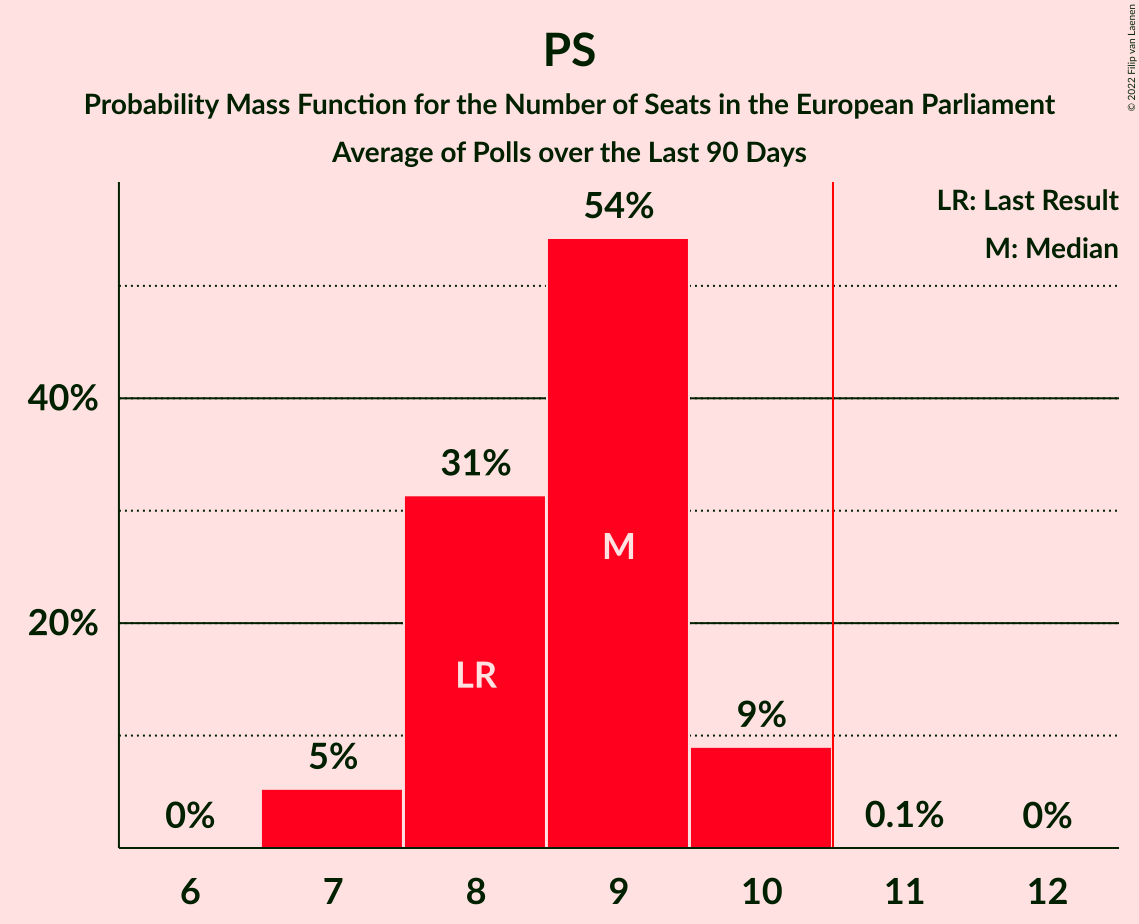 PS
Probability Mass Function for the Number of Seats in the European Parliament
Average of Polls over the Last 90 Days
© 2022 Filip van Laenen
LR: Last Result
M: Median
40%
20%
0%
5%
31%
54%
9%
0.1%
0%
LR
M
6 7 8 9 10 11 12